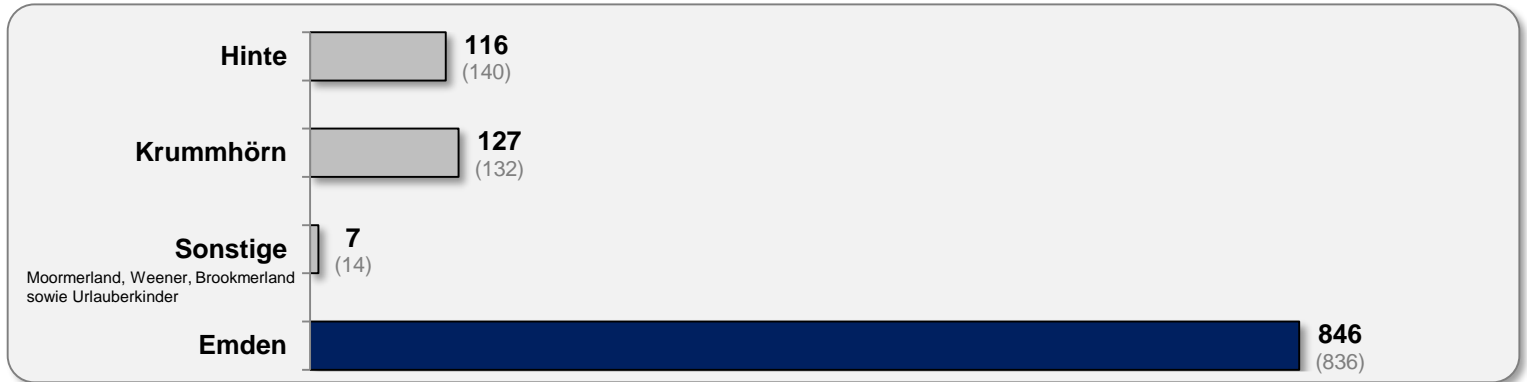 Hinte
116
(140)
Krummhörn
127
(132)
Sonstige
7
(14)
Moormerland, Weener, Brookmerland
sowie Urlauberkinder
Emden
846
(836)